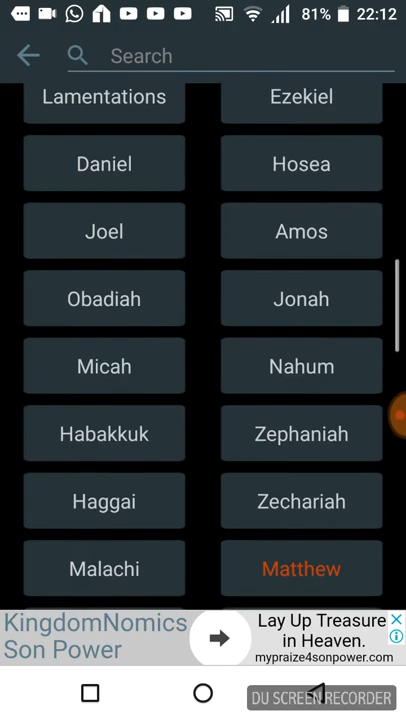 81% 22:12
Search
Lamentations Ezekiel
Daniel Hosea
Joel Amos
Obadiah Jonah
Micah Nahum
Habakkuk Zephaniah
Haggai Zechariah
Malachi Matthew
KingdomNomics
Son Power
Lay Up Treasure
in Heaven.
mypraize4sonpower.com
DU SCREEN RECORDER